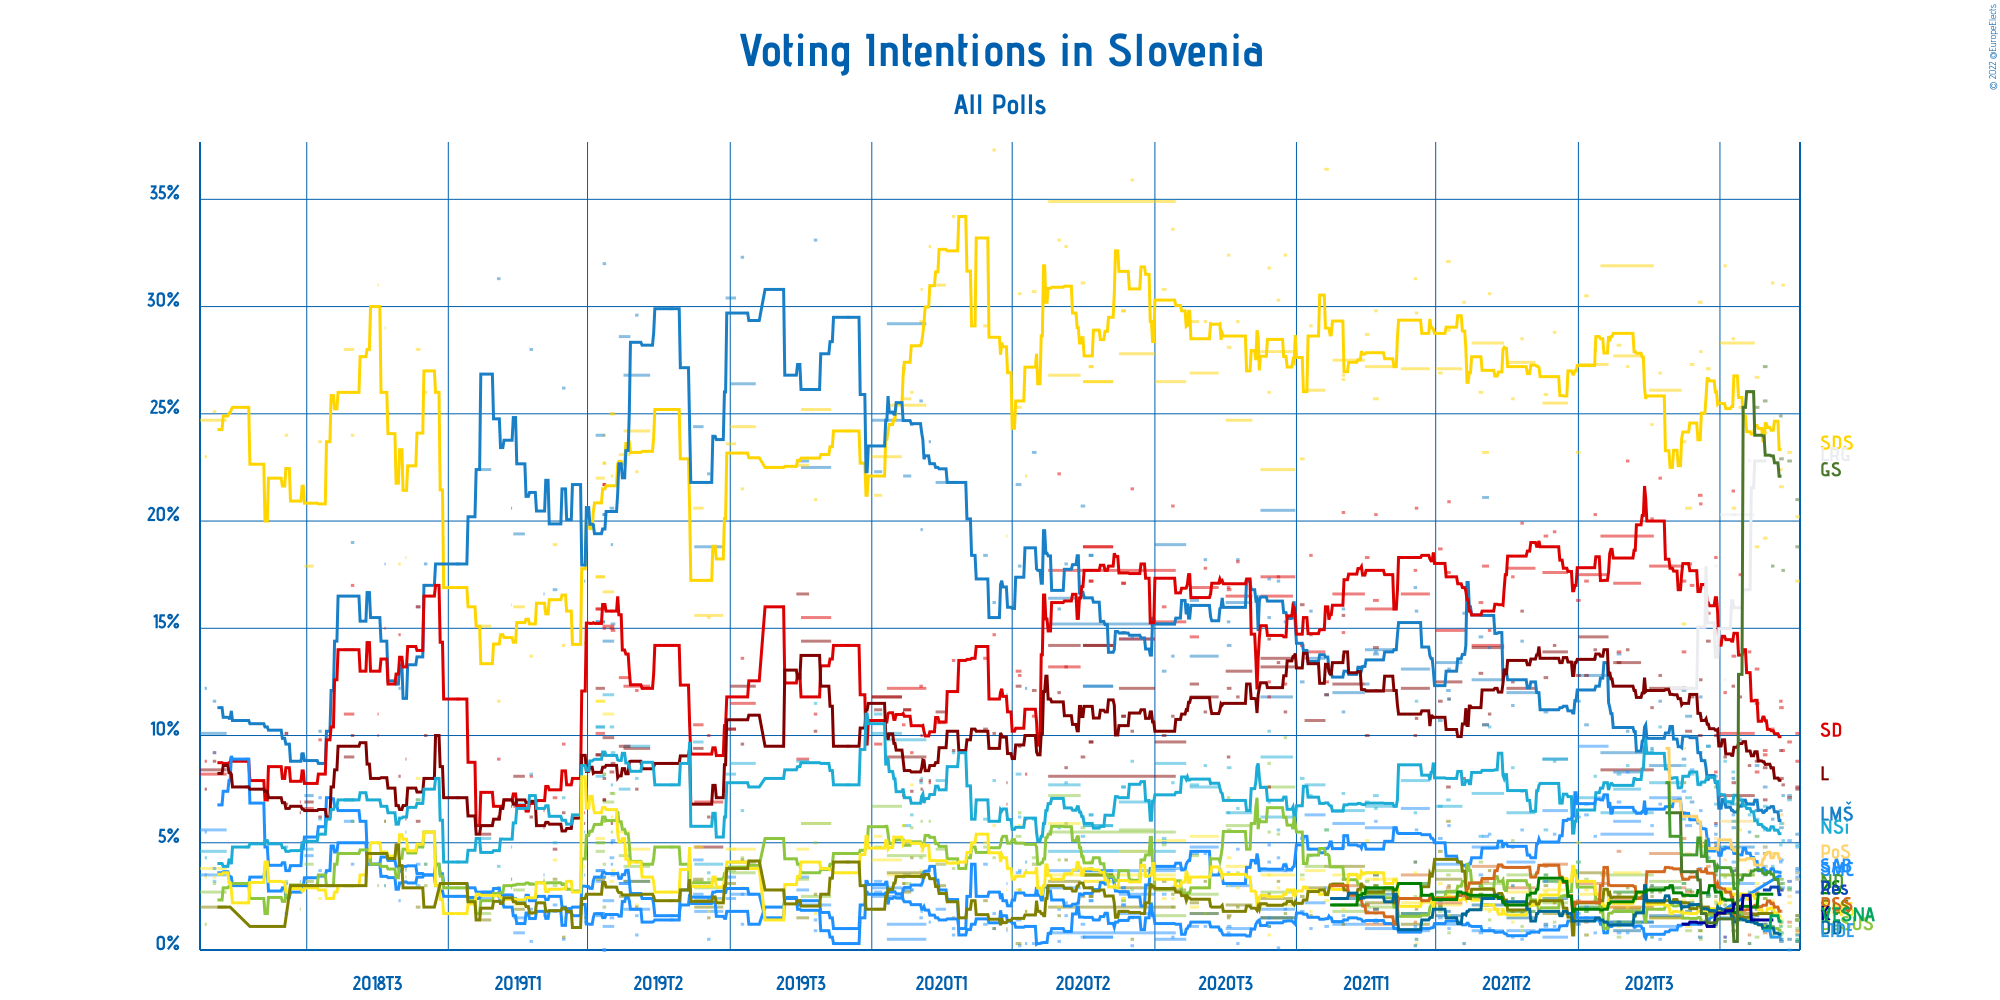 Voting Intentions in Slovenia
All Polls
© 2022 @EuropeElects
35%
30%
25%
20%
15%
10%
5%
0%
2018T3
2019T1
2019T2
2019T3
2020T1
2020T2
2020T3
2021T1
2021T2
2021T3
SDS
LRG
GS
SD
L
LMŠ
NSI
PoS